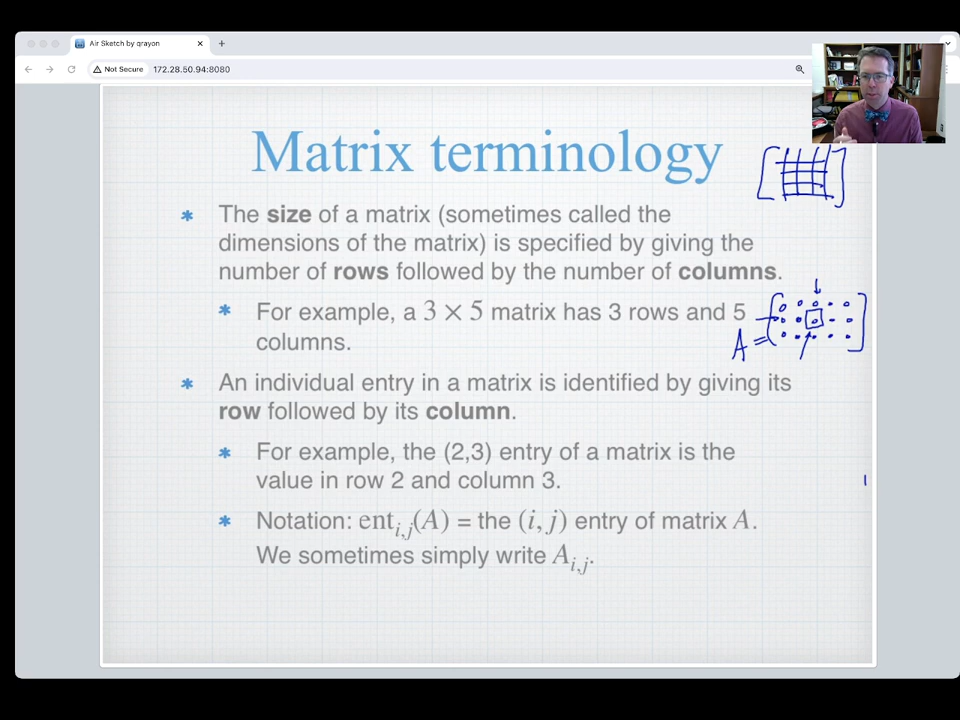 Air Sketch by qrayon
Not Secure 172.28.50.94:8080
Matrix terminology
* The size of a matrix (sometimes called the
dimensions of the matrix) is specified by giving the
number of rows followed by the number of columns.
* For example, a 3 × 5 matrix has 3 rows and 5
columns.
A =
* An individual entry in a matrix is identified by giving its
row followed by its column.
* For example, the (2,3) entry of a matrix is the
value in row 2 and column 3.
* Notation: ent_{i,j}(A) = the (i, j) entry of matrix A.
We sometimes simply write A_{i,j}.